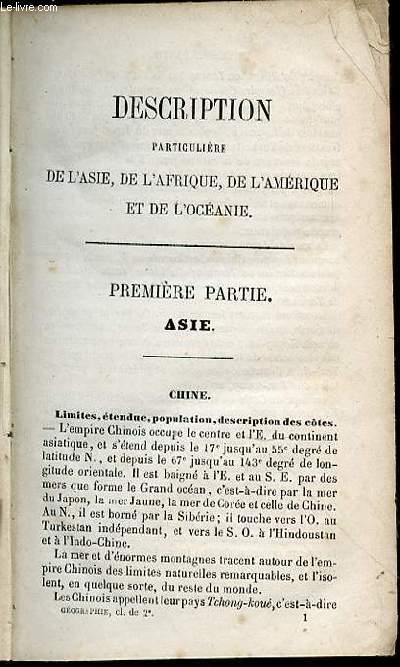 www.le-livre.com
DESCRIPTION
PARTICULIÈRE
DE L'ASIE, DE L'AFRIQUE, DE L'AMÉRIQUE
ET DE L'OCÉANIE.
PREMIÈRE PARTIE.
ASIE.
CHINE.
Limites, étendue, population, description des côtes.
— L'empire Chinois occupe le centre et l'E. du continent
asiatique, et s'étend depuis le 17e jusqu'au 55e degré de
latitude N., et depuis le 67e jusqu'au 143e degré de lon-
gitude orientale. Il est baigné à l'E. et au S. E. par des
mers que forme le Grand océan, c'est-à-dire par la mer
du Japon, la mer Jaune, la mer de Corée et celle de Chine.
Au N., il est borné par la Sibérie; il touche vers l'O. au
Turkestan indépendant, et vers le S. O. à l'Hindoustan
et à l'Indo-Chine.
La mer et d'énormes montagnes tracent autour de l'em-
pire Chinois des limites naturelles remarquables, et l'iso-
lent, en quelque sorte, du reste du monde.
Les Chinois appellent leur pays Tchong-koué, c'est-à-dire
GÉOGRAPHIE, cl. de 2e.
1